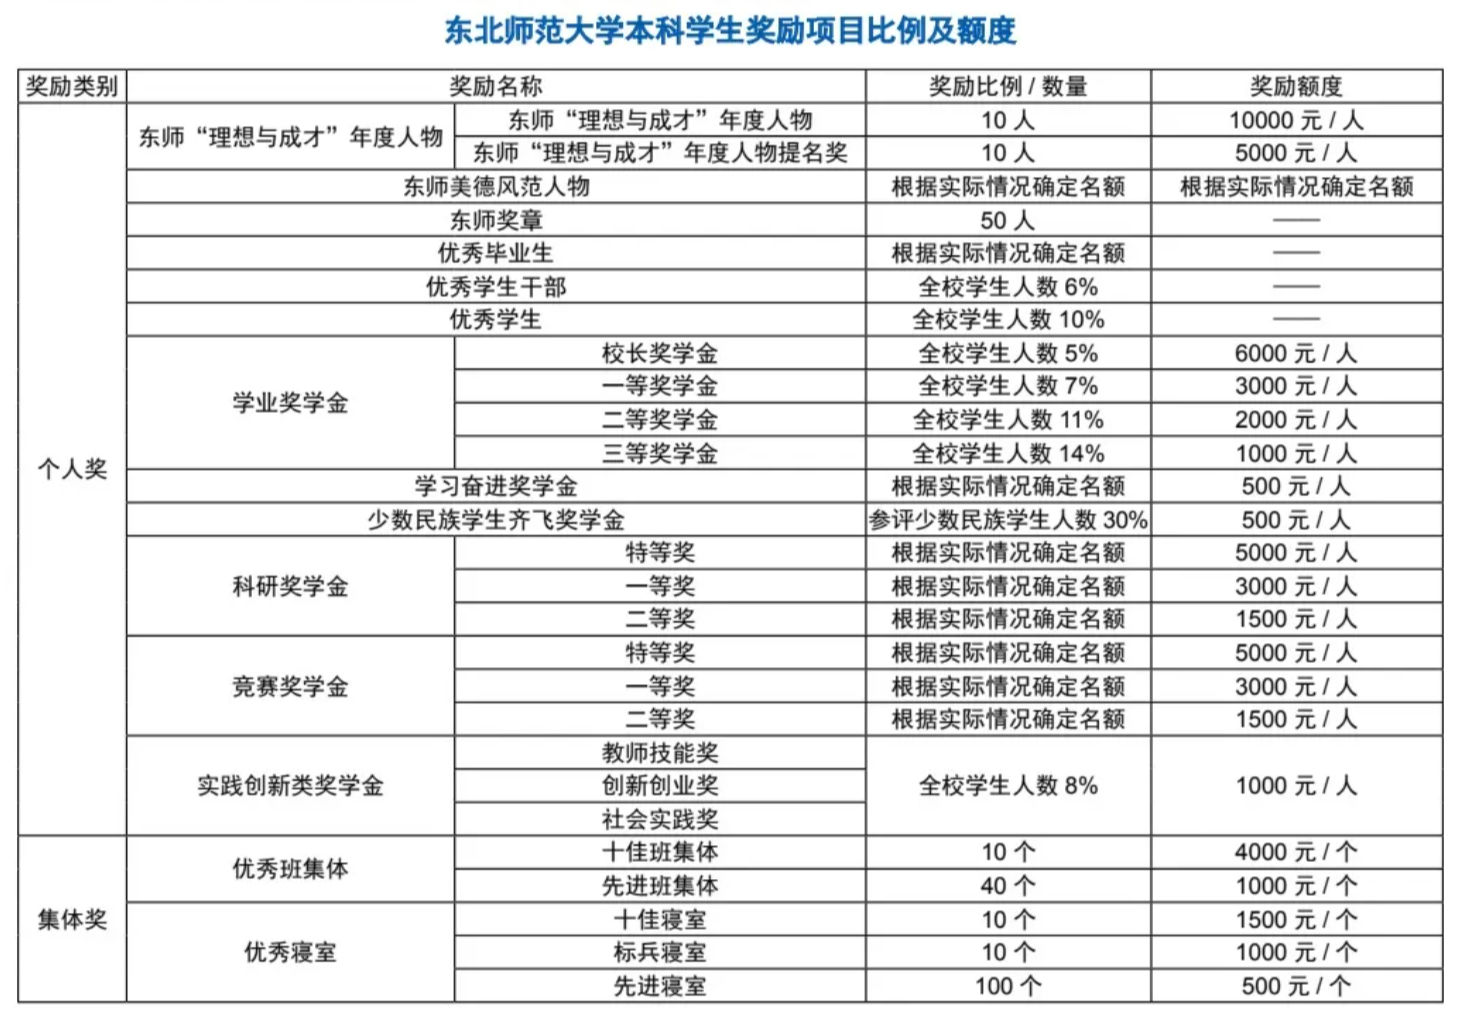 东北师范大学本科学生奖励项目比例及额度
奖励类别 奖励名称 奖励比例 / 数量 奖励额度
个人奖 东师“理想与成才”年度人物 东师“理想与成才”年度人物 10 人 10000 元 / 人
东师“理想与成才”年度人物提名奖 10 人 5000 元 / 人
东师美德风范人物 根据实际情况确定名额 根据实际情况确定名额
东师奖章 50 人 ——
优秀毕业生 根据实际情况确定名额 ——
优秀学生干部 全校学生人数 6% ——
优秀学生 全校学生人数 10% ——
学业奖学金 校长奖学金 全校学生人数 5% 6000 元 / 人
一等奖学金 全校学生人数 7% 3000 元 / 人
二等奖学金 全校学生人数 11% 2000 元 / 人
三等奖学金 全校学生人数 14% 1000 元 / 人
学习奋进奖学金 根据实际情况确定名额 500 元 / 人
少数民族学生齐飞奖学金 参评少数民族学生人数 30% 500 元 / 人
科研奖学金 特等奖 根据实际情况确定名额 5000 元 / 人
一等奖 根据实际情况确定名额 3000 元 / 人
二等奖 根据实际情况确定名额 1500 元 / 人
竞赛奖学金 特等奖 根据实际情况确定名额 5000 元 / 人
一等奖 根据实际情况确定名额 3000 元 / 人
二等奖 根据实际情况确定名额 1500 元 / 人
实践创新类奖学金 教师技能奖 全校学生人数 8% 1000 元 / 人
创新创业奖
社会实践奖
集体奖 优秀班集体 十佳班集体 10 个 4000 元 / 个
先进班集体 40 个 1000 元 / 个
优秀寝室 十佳寝室 10 个 1500 元 / 个
标兵寝室 10 个 1000 元 / 个
先进寝室 100 个 500 元 / 个